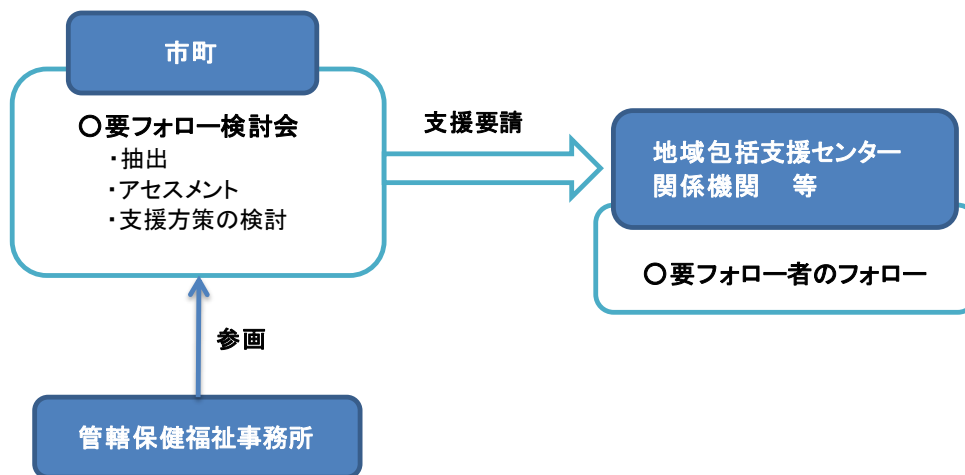 市町
○要フォロー検討会
・抽出
・アセスメント
・支援方策の検討
支援要請
地域包括支援センター
関係機関　等
○要フォロー者のフォロー
参画
管轄保健福祉事務所